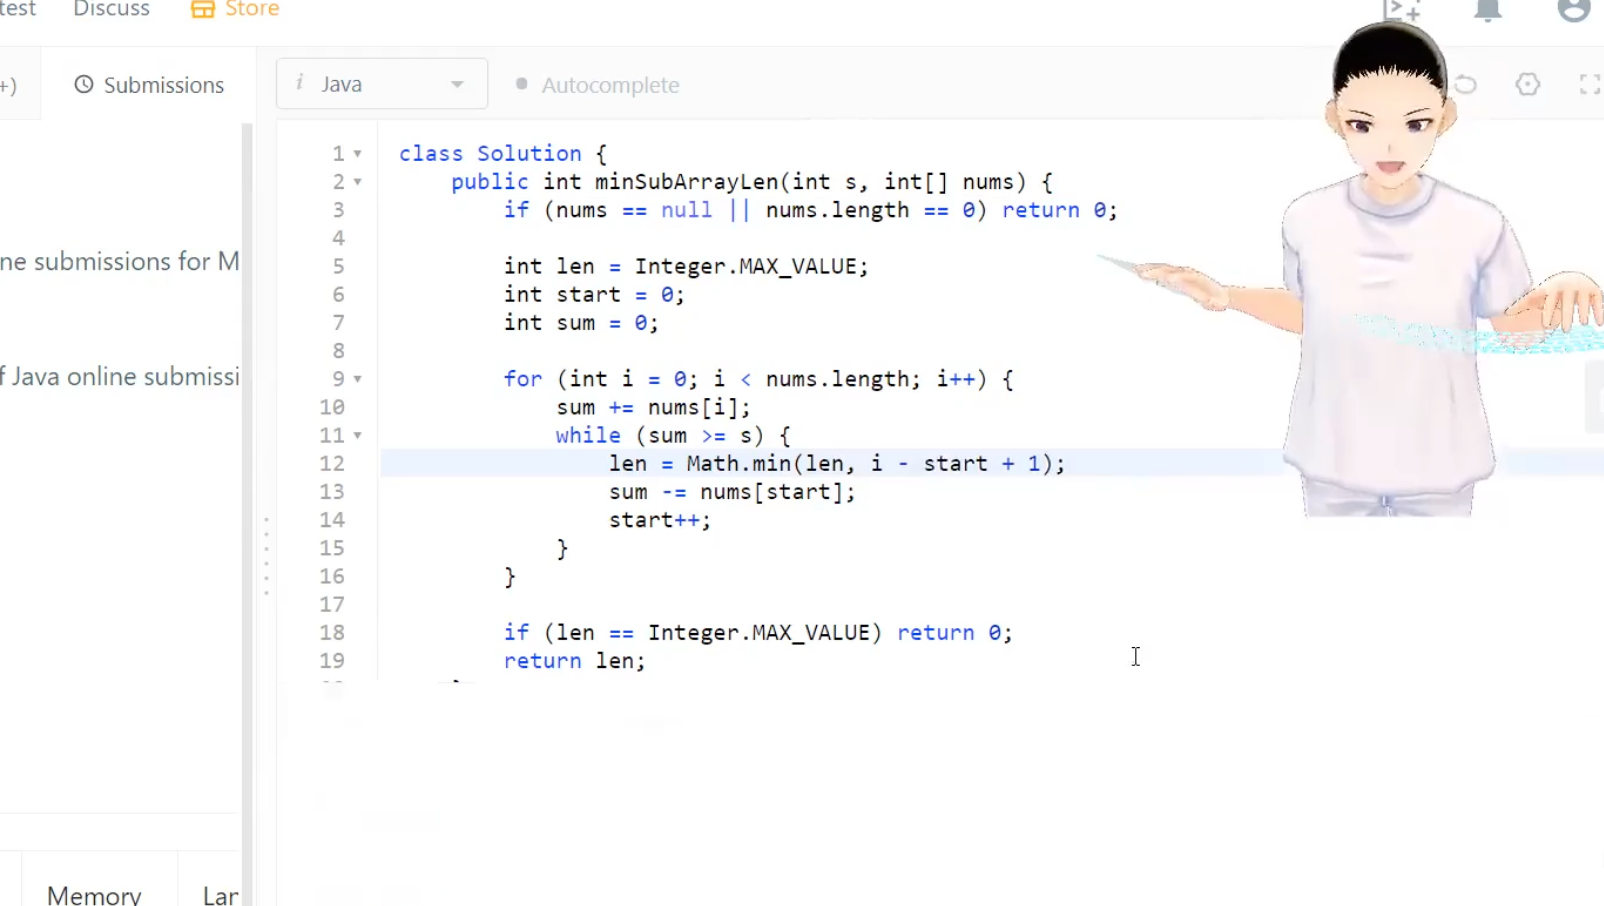 test Discuss Store
+) Submissions
i Java Autocomplete
1 class Solution {
2 public int minSubArrayLen(int s, int[] nums) {
3 if (nums == null || nums.length == 0) return 0;
4
5 int len = Integer.MAX_VALUE;
6 int start = 0;
7 int sum = 0;
8
9 for (int i = 0; i < nums.length; i++) {
10 sum += nums[i];
11 while (sum >= s) {
12 len = Math.min(len, i - start + 1);
13 sum -= nums[start];
14 start++;
15 }
16 }
17
18 if (len == Integer.MAX_VALUE) return 0;
19 return len;
ne submissions for M
f Java online submissi
Memory Lan